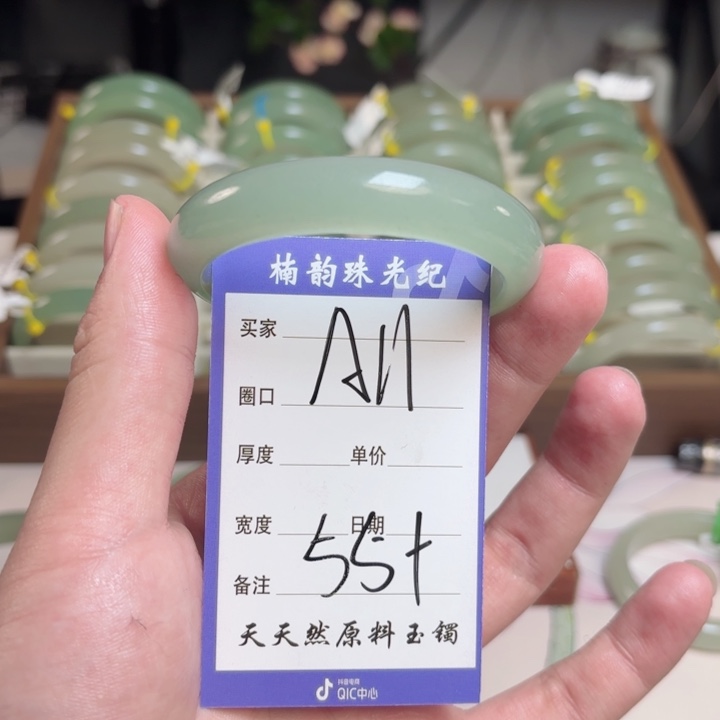 楠韵珠光纪
买家
圈口
厚度 单价
宽度 日期
55+
备注
天天然原料玉镯
抖音电商
QIC中心